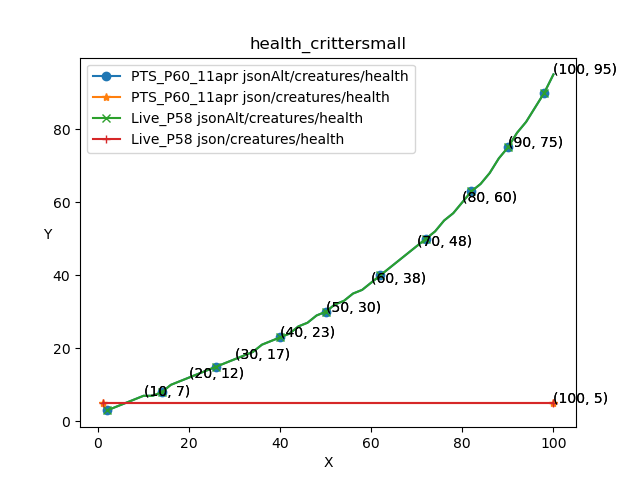 health_crittersmall
PTS_P60_11apr jsonAlt/creatures/health
PTS_P60_11apr json/creatures/health
Live_P58 jsonAlt/creatures/health
Live_P58 json/creatures/health
(100, 95)
(90, 75)
(80, 60)
(70, 48)
(60, 38)
(50, 30)
(40, 23)
(30, 17)
(20, 12)
(10, 7)
(100, 5)
Y
80
60
40
20
0
0 20 40 60 80 100
X